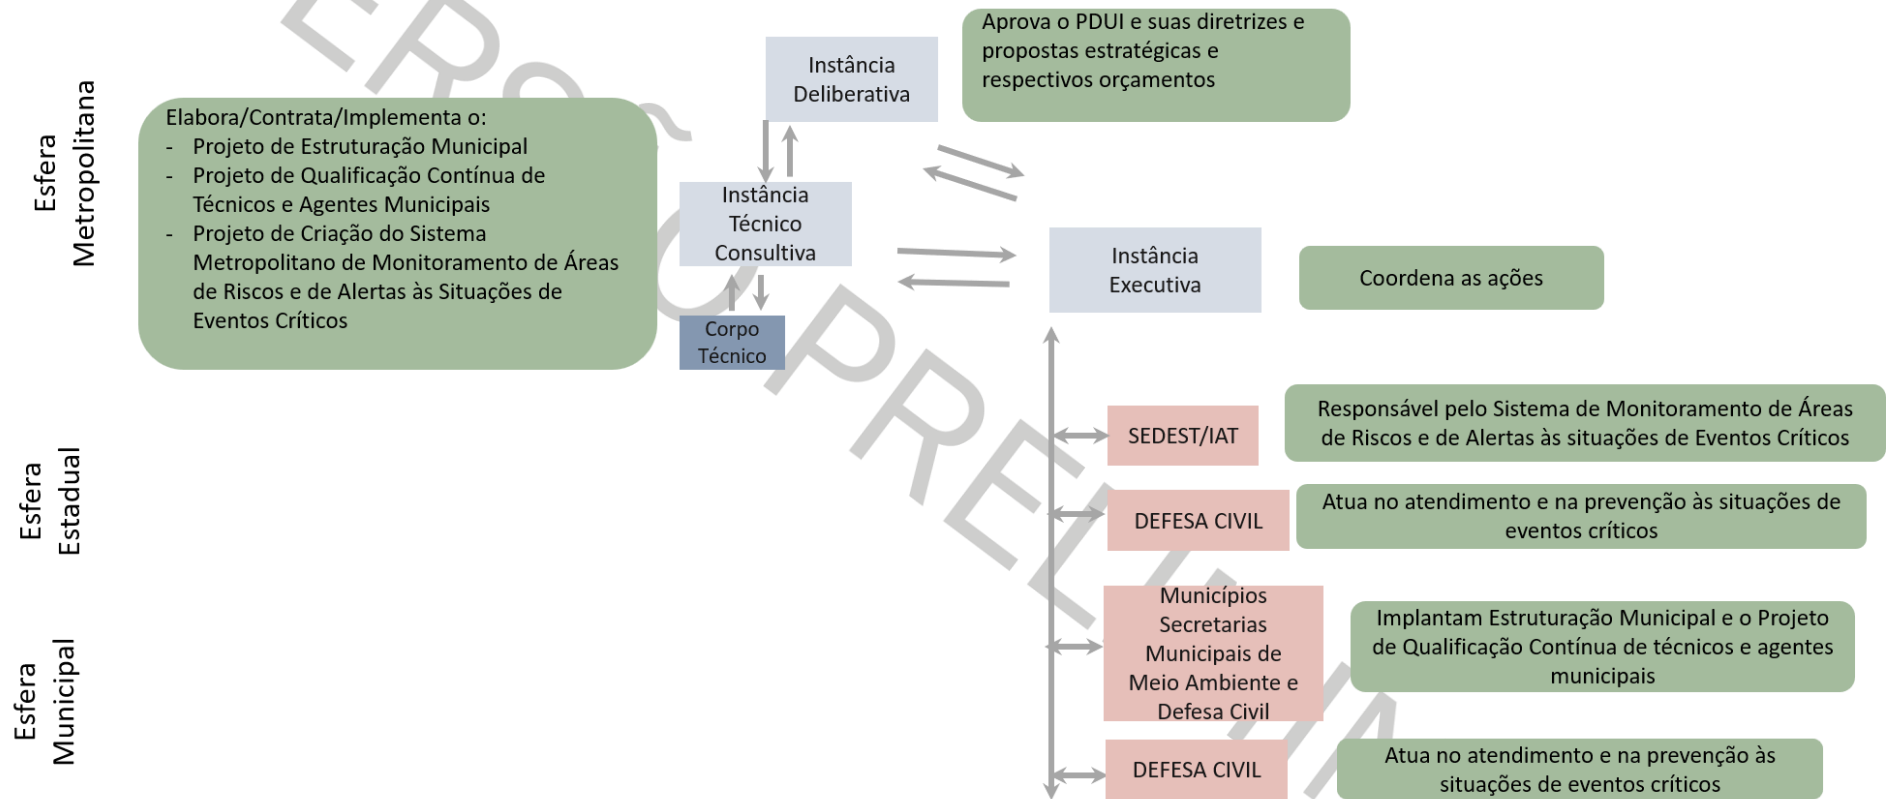 Esfera
Metropolitana
Instância
Deliberativa
Aprova o PDUI e suas diretrizes e
propostas estratégicas e
respectivos orçamentos
Elabora/Contrata/Implementa o:
- Projeto de Estruturação Municipal
- Projeto de Qualificação Contínua de
Técnicos e Agentes Municipais
- Projeto de Criação do Sistema
Metropolitano de Monitoramento de Áreas
de Riscos e de Alertas às Situações de
Eventos Críticos
Instância
Técnico
Consultiva
Corpo
Técnico
Instância
Executiva
Coordena as ações
Esfera
Estadual
SEDEST/IAT
Responsável pelo Sistema de Monitoramento de Áreas
de Riscos e de Alertas às situações de Eventos Críticos
DEFESA CIVIL
Atua no atendimento e na prevenção às situações de
eventos críticos
Esfera
Municipal
Municípios
Secretarias
Municipais de
Meio Ambiente e
Defesa Civil
Implantam Estruturação Municipal e o Projeto
de Qualificação Contínua de técnicos e agentes
municipais
DEFESA CIVIL
Atua no atendimento e na prevenção às
situações de eventos críticos